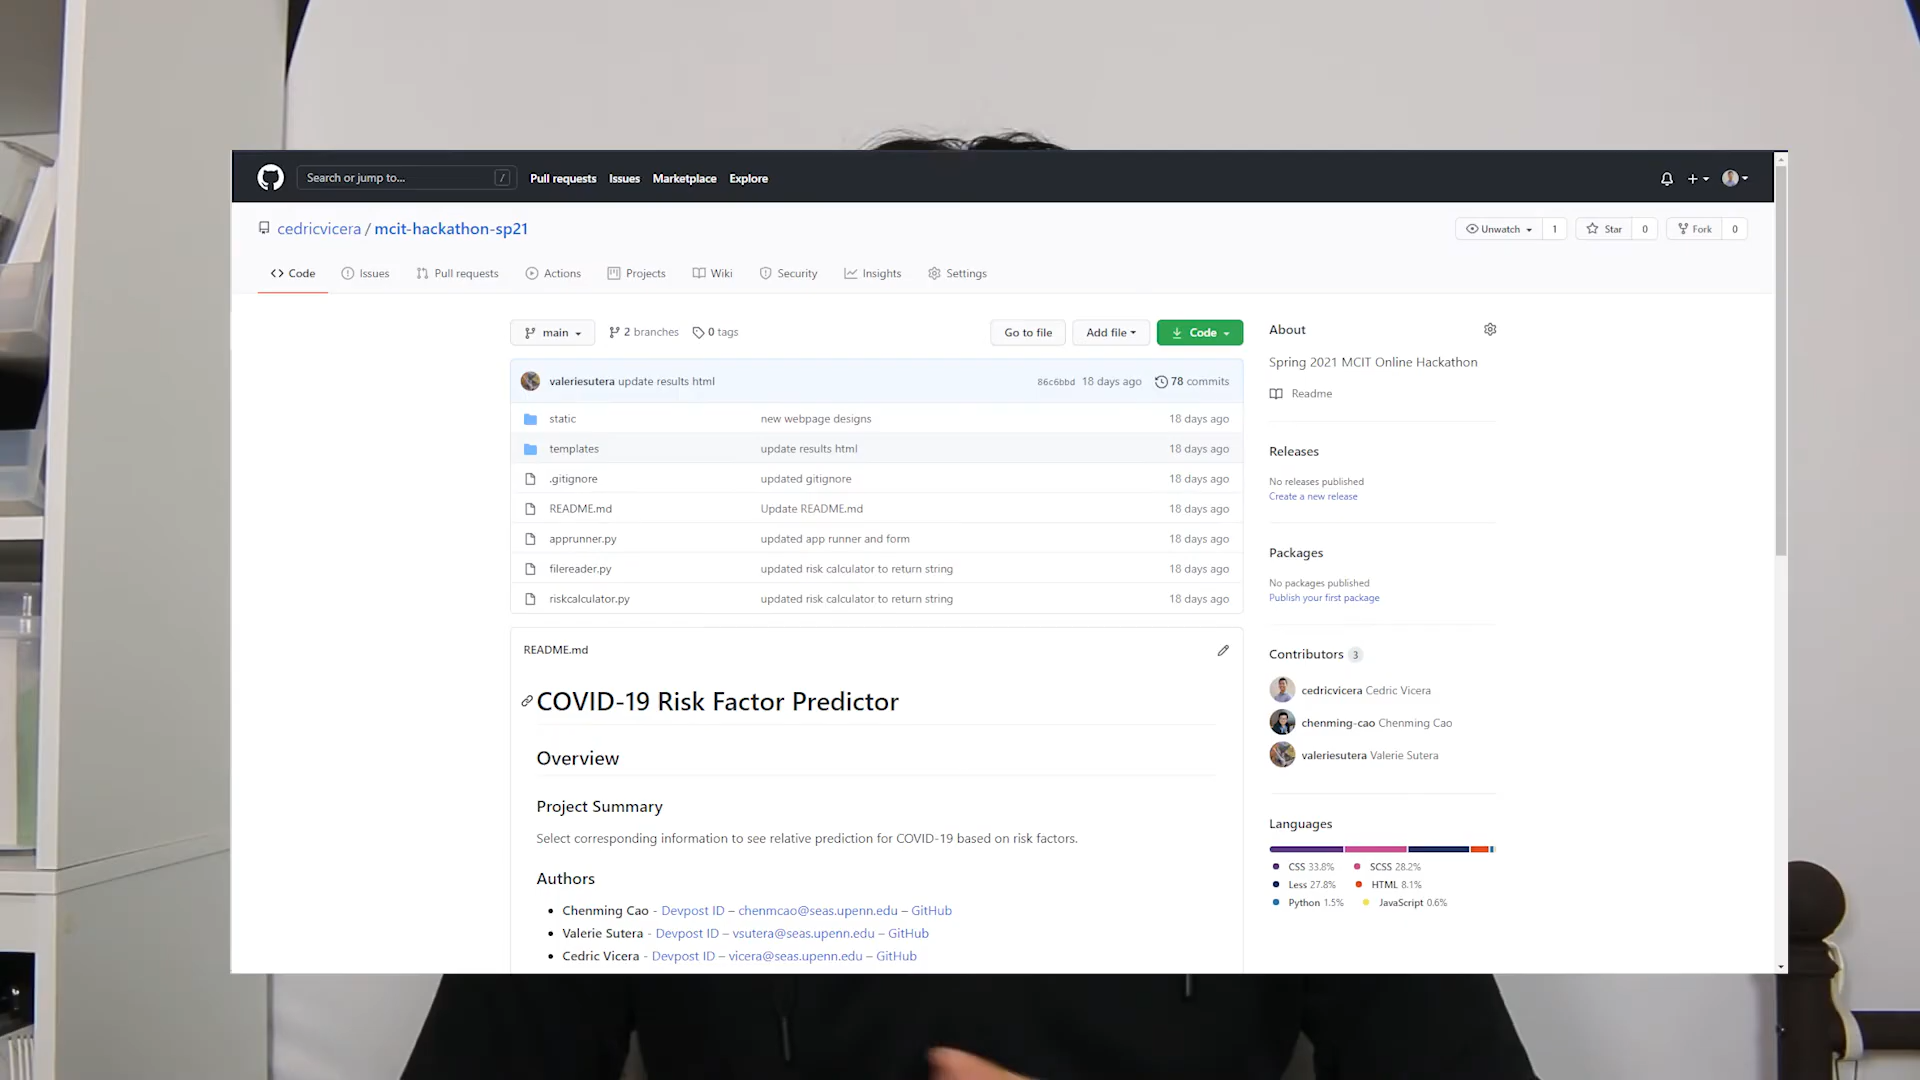 Search or jump to... /
Pull requests Issues Marketplace Explore
cedricvicera / mcit-hackathon-sp21
Unwatch 1 Star 0 Fork 0
Code Issues Pull requests Actions Projects Wiki Security Insights Settings
main 2 branches 0 tags
Go to file Add file Code
valeriesutera update results html 86c6bbd 18 days ago 78 commits
static new webpage designs 18 days ago
templates update results html 18 days ago
.gitignore updated gitignore 18 days ago
README.md Update README.md 18 days ago
apprunner.py updated app runner and form 18 days ago
filereader.py updated risk calculator to return string 18 days ago
riskcalculator.py updated risk calculator to return string 18 days ago
README.md
COVID-19 Risk Factor Predictor
Overview
Project Summary
Select corresponding information to see relative prediction for COVID-19 based on risk factors.
Authors
Chenming Cao - Devpost ID – chenmcao@seas.upenn.edu – GitHub
Valerie Sutera - Devpost ID – vsutera@seas.upenn.edu – GitHub
Cedric Vicera - Devpost ID – vicera@seas.upenn.edu – GitHub
About
Spring 2021 MCIT Online Hackathon
Readme
Releases
No releases published
Create a new release
Packages
No packages published
Publish your first package
Contributors 3
cedricvicera Cedric Vicera
chenming-cao Chenming Cao
valeriesutera Valerie Sutera
Languages
CSS 33.8% SCSS 28.2%
Less 27.8% HTML 8.1%
Python 1.5% JavaScript 0.6%